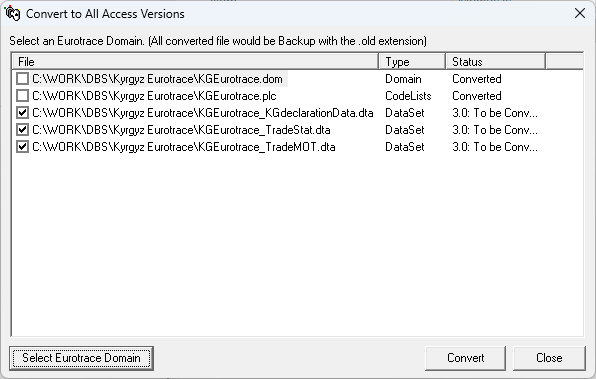 Convert to All Access Versions
Select an Eurotrace Domain. (All converted file would be Backup with the .old extension)
File Type Status
C:\WORK\DBS\Kyrgyz Eurotrace\KGEurotrace.dom Domain Converted
C:\WORK\DBS\Kyrgyz Eurotrace\KGEurotrace.plc CodeLists Converted
C:\WORK\DBS\Kyrgyz Eurotrace\KGEurotrace_KGdeclarationData.dta DataSet 3.0: To be Conv...
C:\WORK\DBS\Kyrgyz Eurotrace\KGEurotrace_TradeStat.dta DataSet 3.0: To be Conv...
C:\WORK\DBS\Kyrgyz Eurotrace\KGEurotrace_TradeMOT.dta DataSet 3.0: To be Conv...
Select Eurotrace Domain Convert Close